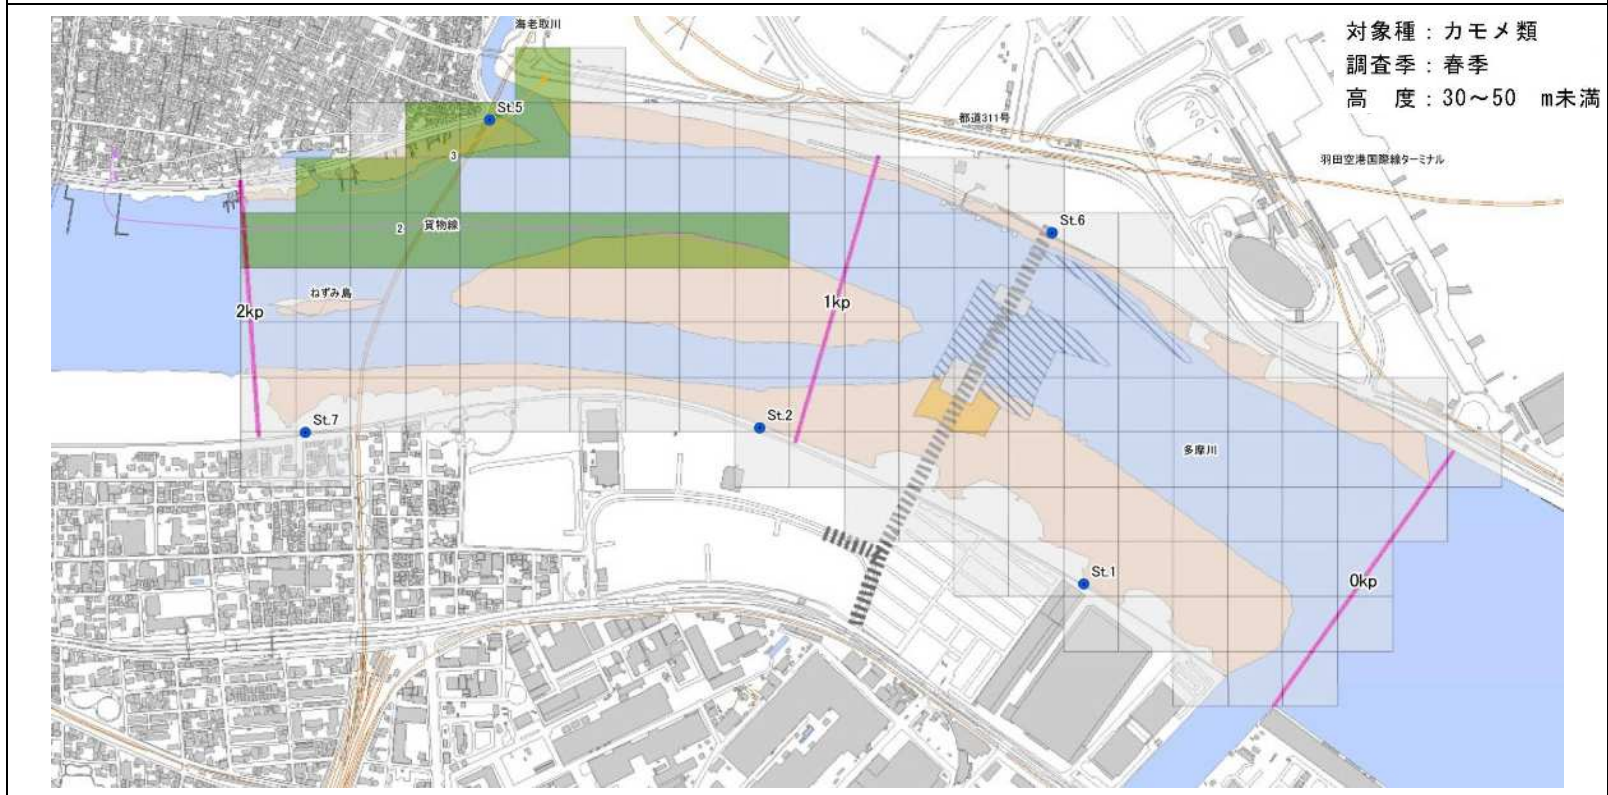 海老取川
対象種：カモメ類
調査季：春季
高　度：30～50　m未満
St.5
都道311号
3
羽田空港国際線ターミナル
2
貨物線
St.6
ねずみ島
2kp
1kp
St.7
St.2
多摩川
St.1
0kp